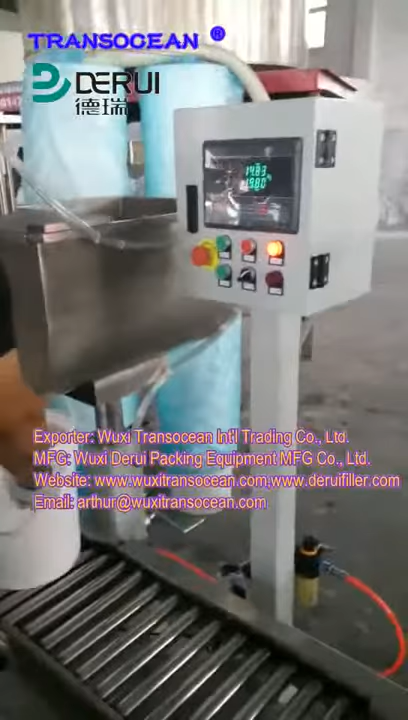 TRANSOCEAN ®
DERUI
德瑞
Exporter: Wuxi Transocean Int'l Trading Co., Ltd.
MFG: Wuxi Derui Packing Equipment MFG Co., Ltd.
Website: www.wuxitransocean.com,www.deruifiller.com
Email: arthur@wuxitransocean.com